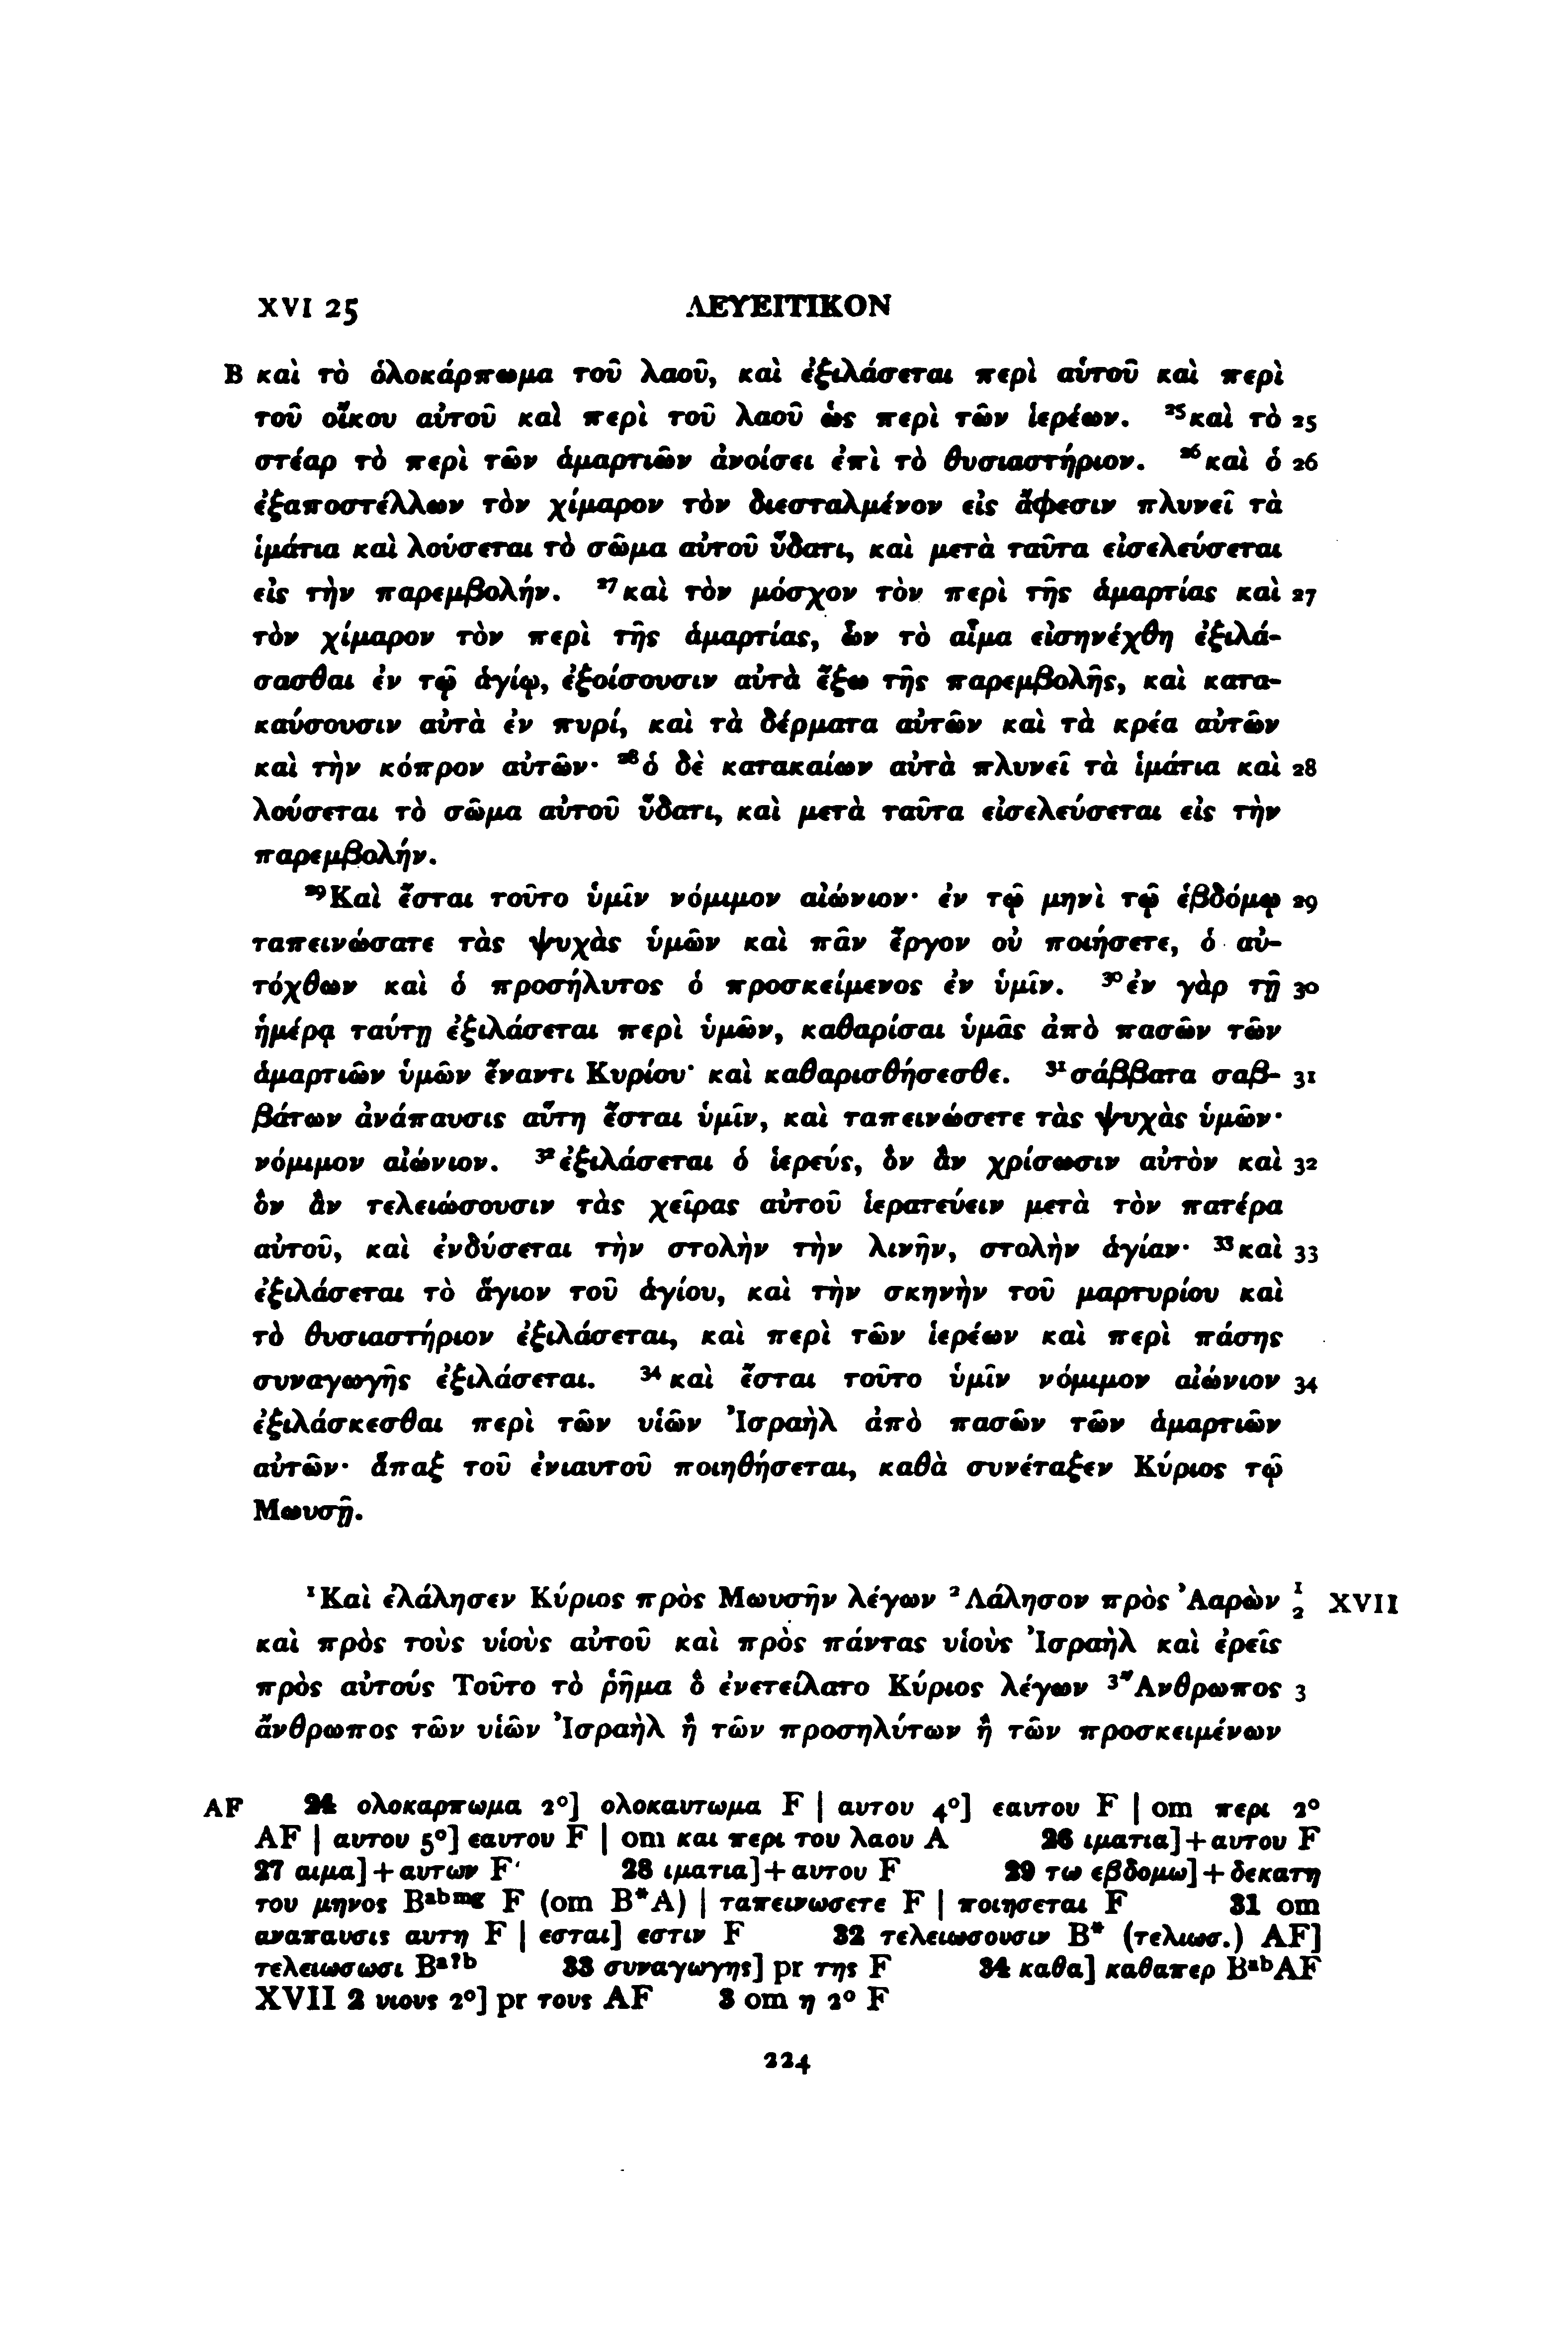 XVI 25 ΛΕΥΕΙΤΙΚΟΝ
B καὶ τὸ ὁλοκάρπωμα τοῦ λαοῦ, καὶ ἐξιλάσεται περὶ αὐτοῦ καὶ περὶ
τοῦ οἴκου αὐτοῦ καὶ περὶ τοῦ λαοῦ ὡς περὶ τῶν ἱερέων. ²⁵καὶ τὸ 25
στέαρ τὸ περὶ τῶν ἁμαρτιῶν ἀνοίσει ἐπὶ τὸ θυσιαστήριον. ²⁶καὶ ὁ 26
ἐξαποστέλλων τὸν χίμαρον τὸν διεσταλμένον εἰς ἄφεσιν πλυνεῖ τὰ
ἱμάτια καὶ λούσεται τὸ σῶμα αὐτοῦ ὕδατι, καὶ μετὰ ταῦτα εἰσελεύσεται
εἰς τὴν παρεμβολήν. ²⁷καὶ τὸν μόσχον τὸν περὶ τῆς ἁμαρτίας καὶ 27
τὸν χίμαρον τὸν περὶ τῆς ἁμαρτίας, ὧν τὸ αἷμα εἰσηνέχθη ἐξιλά-
σασθαι ἐν τῷ ἁγίῳ, ἐξοίσουσιν αὐτὰ ἔξω τῆς παρεμβολῆς, καὶ κατα-
καύσουσιν αὐτὰ ἐν πυρί, καὶ τὰ δέρματα αὐτῶν καὶ τὰ κρέα αὐτῶν
καὶ τὴν κόπρον αὐτῶν· ²⁸ὁ δὲ κατακαίων αὐτὰ πλυνεῖ τὰ ἱμάτια καὶ 28
λούσεται τὸ σῶμα αὐτοῦ ὕδατι, καὶ μετὰ ταῦτα εἰσελεύσεται εἰς τὴν
παρεμβολήν.
²⁹Καὶ ἔσται τοῦτο ὑμῖν νόμιμον αἰώνιον· ἐν τῷ μηνὶ τῷ ἑβδόμῳ 29
ταπεινώσατε τὰς ψυχὰς ὑμῶν καὶ πᾶν ἔργον οὐ ποιήσετε, ὁ αὐ-
τόχθων καὶ ὁ προσήλυτος ὁ προσκείμενος ἐν ὑμῖν. ³⁰ἐν γὰρ τῇ 30
ἡμέρᾳ ταύτῃ ἐξιλάσεται περὶ ὑμῶν, καθαρίσαι ὑμᾶς ἀπὸ πασῶν τῶν
ἁμαρτιῶν ὑμῶν ἔναντι Κυρίου· καὶ καθαρισθήσεσθε. ³¹σάββατα σαβ- 31
βάτων ἀνάπαυσις αὕτη ἔσται ὑμῖν, καὶ ταπεινώσετε τὰς ψυχὰς ὑμῶν·
νόμιμον αἰώνιον. ³²ἐξιλάσεται ὁ ἱερεύς, ὃν ἂν χρίσωσιν αὐτὸν καὶ 32
ὃν ἂν τελειώσουσιν τὰς χεῖρας αὐτοῦ ἱερατεύειν μετὰ τὸν πατέρα
αὐτοῦ, καὶ ἐνδύσεται τὴν στολὴν τὴν λινῆν, στολὴν ἁγίαν· ³³καὶ 33
ἐξιλάσεται τὸ ἅγιον τοῦ ἁγίου, καὶ τὴν σκηνὴν τοῦ μαρτυρίου καὶ
τὸ θυσιαστήριον ἐξιλάσεται, καὶ περὶ τῶν ἱερέων καὶ περὶ πάσης
συναγωγῆς ἐξιλάσεται. ³⁴καὶ ἔσται τοῦτο ὑμῖν νόμιμον αἰώνιον 34
ἐξιλάσκεσθαι περὶ τῶν υἱῶν Ἰσραὴλ ἀπὸ πασῶν τῶν ἁμαρτιῶν
αὐτῶν· ἅπαξ τοῦ ἐνιαυτοῦ ποιηθήσεται, καθὰ συνέταξεν Κύριος τῷ
Μωυσῇ.
¹Καὶ ἐλάλησεν Κύριος πρὸς Μωυσῆν λέγων ²Λάλησον πρὸς Ἀαρὼν 1 2 XVII
καὶ πρὸς τοὺς υἱοὺς αὐτοῦ καὶ πρὸς πάντας υἱοὺς Ἰσραὴλ καὶ ἐρεῖς
πρὸς αὐτούς Τοῦτο τὸ ῥῆμα ὃ ἐνετείλατο Κύριος λέγων ³Ἄνθρωπος 3
ἄνθρωπος τῶν υἱῶν Ἰσραὴλ ἢ τῶν προσηλύτων ἢ τῶν προσκειμένων
AF 24 ολοκαρπωμα 2°] ολοκαυτωμα F | αυτου 4°] εαυτου F | om περι 2°
AF | αυτου 5°] εαυτου F | om και περι του λαου A 26 ιματια]+αυτου F
27 αιμα]+αυτων F 28 ιματια]+αυτου F 29 τω εβδομω]+δεκατη
του μηνος Bᵃᵇᵐᵍ F (om B*A) | ταπεινωσετε F | ποιησεται F 31 om
αναπαυσις αυτη F | εσται] εστιν F 32 τελειωσουσιν B* (τελιωσ.) AF]
τελειωσωσι Bᵃ?ᵇ 33 συναγωγης] pr της F 34 καθα] καθαπερ BᵃᵇAF
XVII 2 υιους 2°] pr τους AF 3 om η 2° F
224